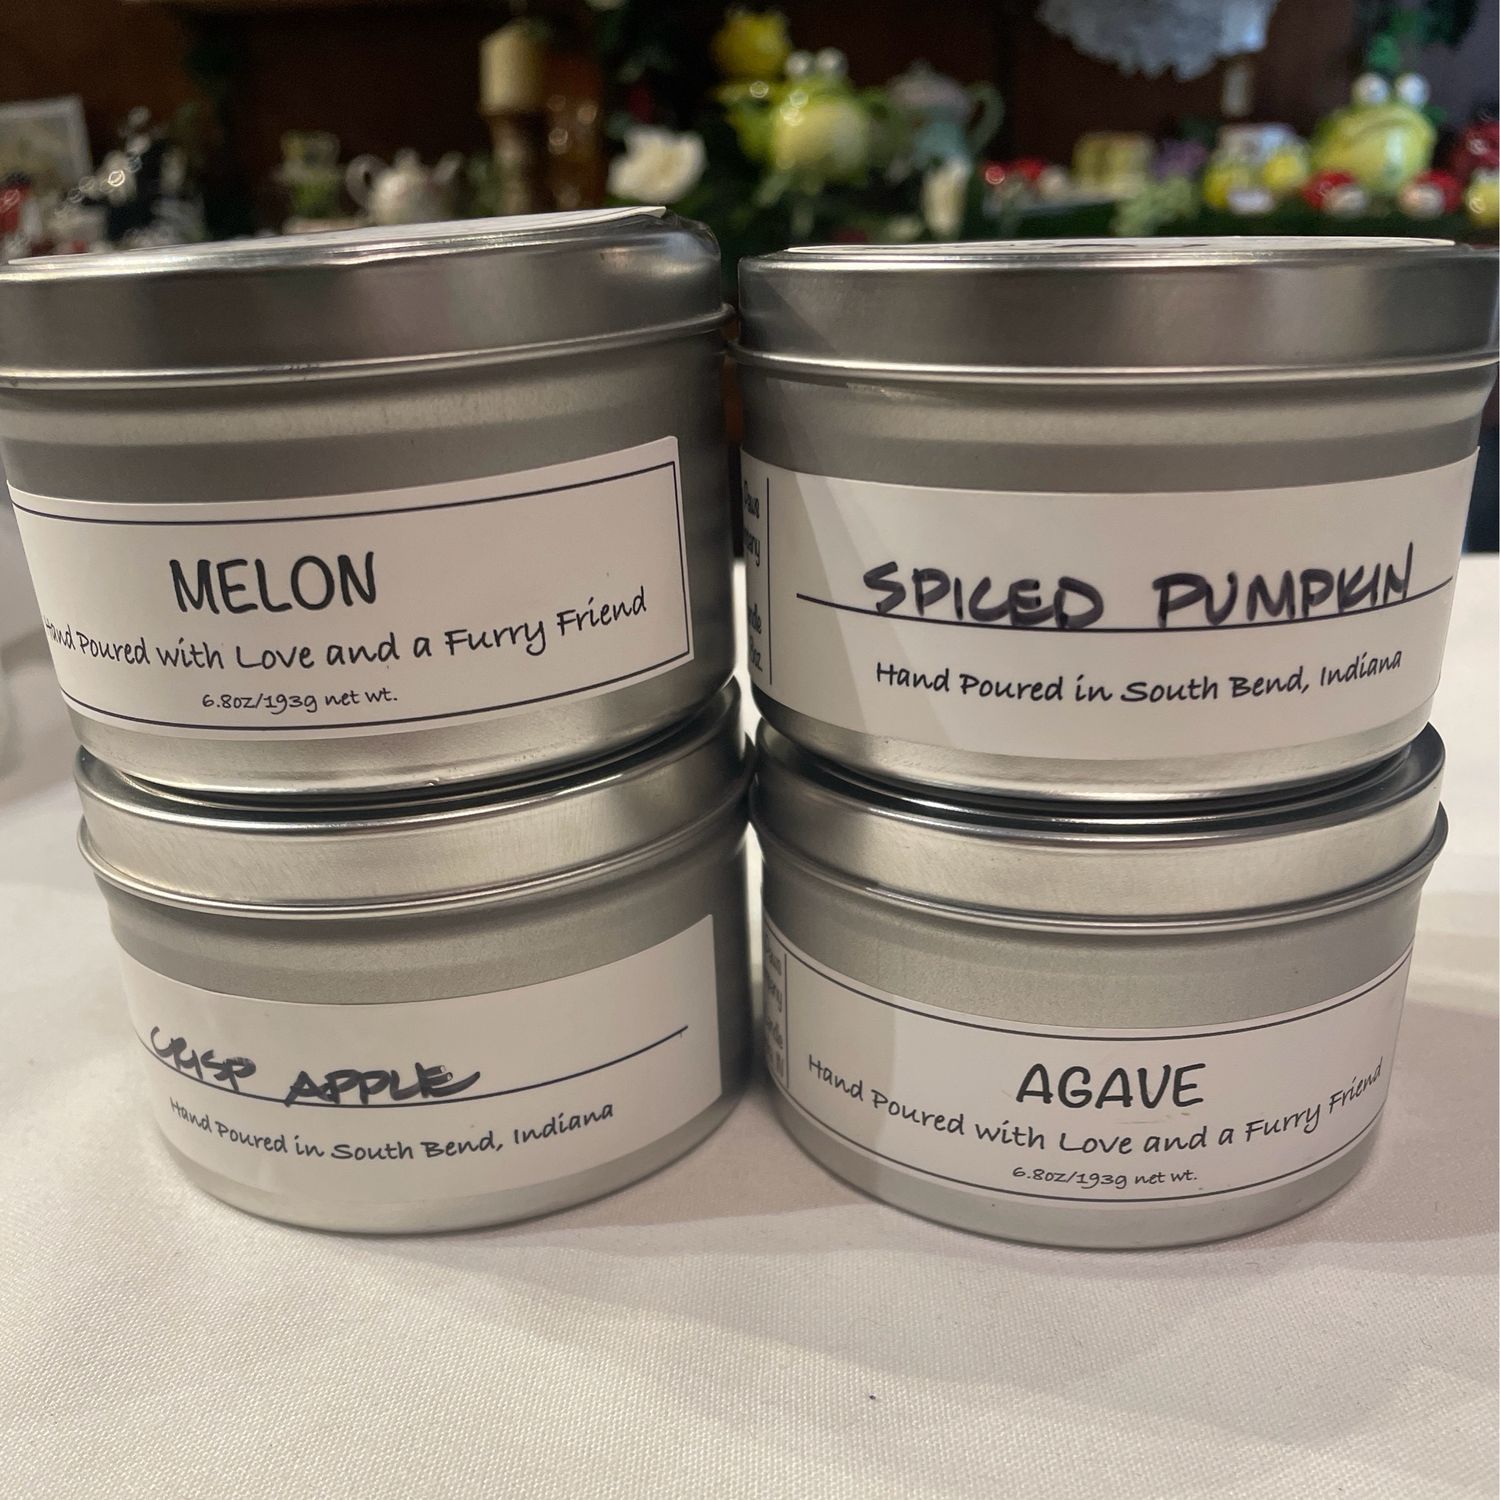 MELON
Hand Poured with Love and a Furry Friend
6.8oz/193g net wt.
SPICED PUMPKIN
Hand Poured in South Bend, Indiana
CRISP APPLE
Hand Poured in South Bend, Indiana
AGAVE
Hand Poured with Love and a Furry Friend
6.8oz/193g net wt.